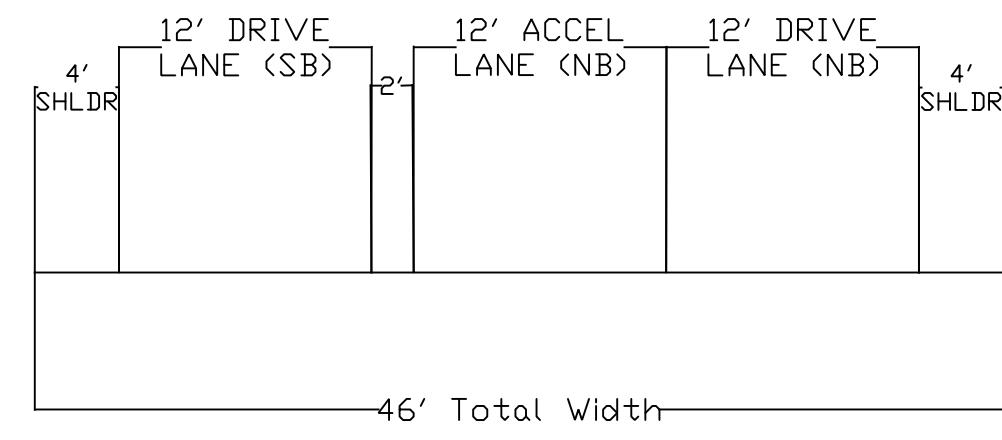 12' DRIVE
LANE (SB)
12' ACCEL
LANE (NB)
12' DRIVE
LANE (NB)
4'
SHLDR
2'
4'
SHLDR
46' Total Width